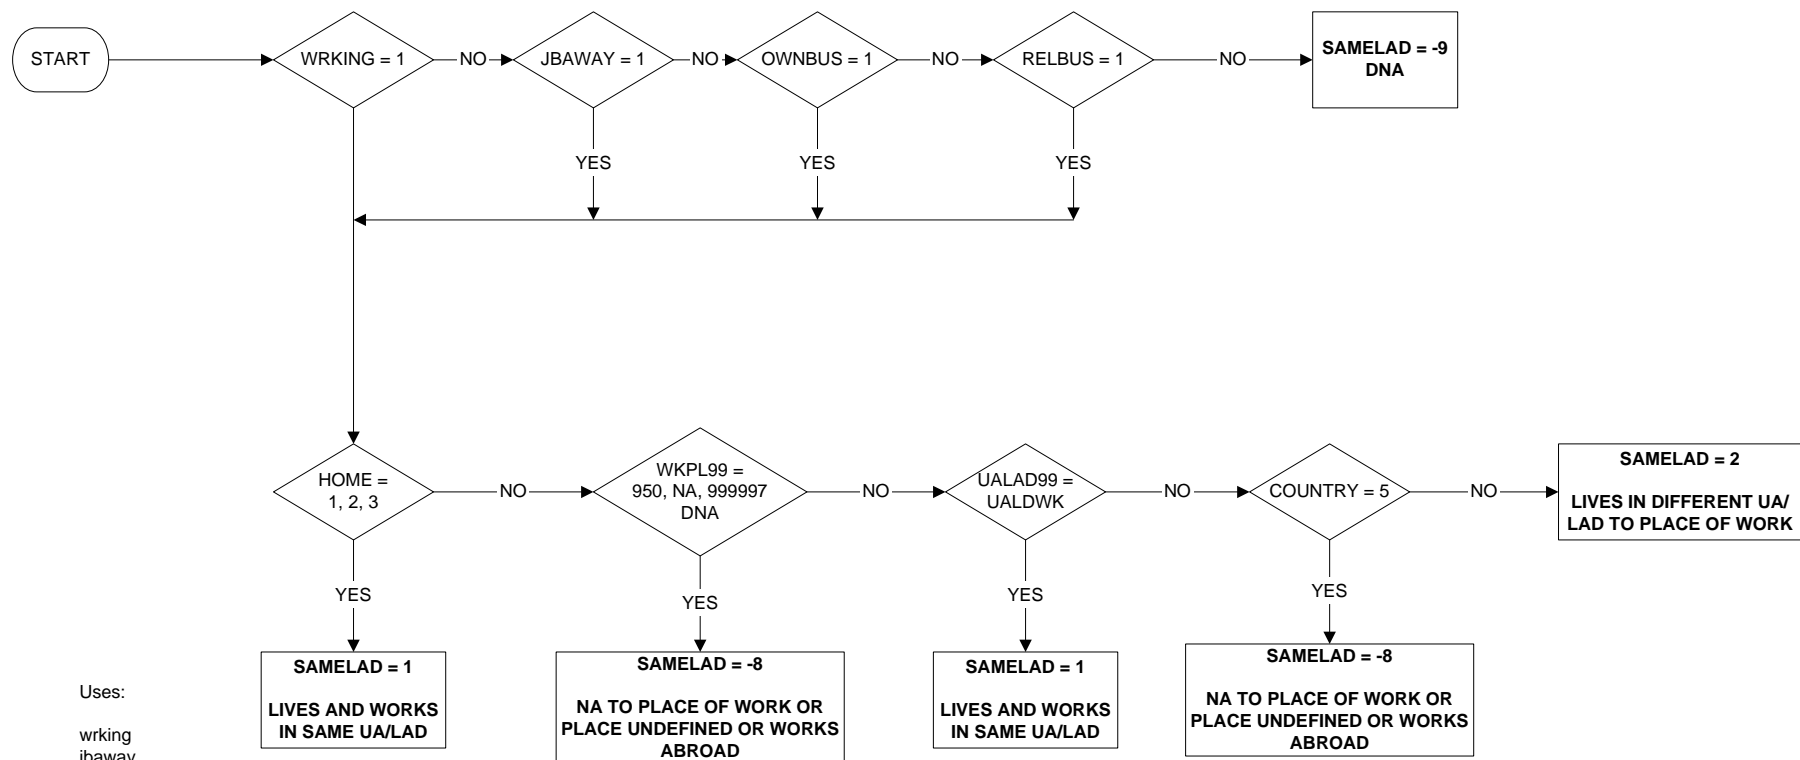 START
WRKING = 1
NO
JBAWAY = 1
NO
OWNBUS = 1
NO
RELBUS = 1
NO
SAMELAD = -9
DNA
YES
YES
YES
HOME =
1, 2, 3
NO
WKPL99 =
950, NA, 999997
DNA
NO
UALAD99 =
UALDWK
NO
COUNTRY = 5
NO
SAMELAD = 2
LIVES IN DIFFERENT UA/
LAD TO PLACE OF WORK
YES
YES
YES
YES
SAMELAD = 1
LIVES AND WORKS
IN SAME UA/LAD
SAMELAD = -8
NA TO PLACE OF WORK OR
PLACE UNDEFINED OR WORKS
ABROAD
SAMELAD = 1
LIVES AND WORKS
IN SAME UA/LAD
SAMELAD = -8
NA TO PLACE OF WORK OR
PLACE UNDEFINED OR WORKS
ABROAD
Uses:
wrking
jbaway